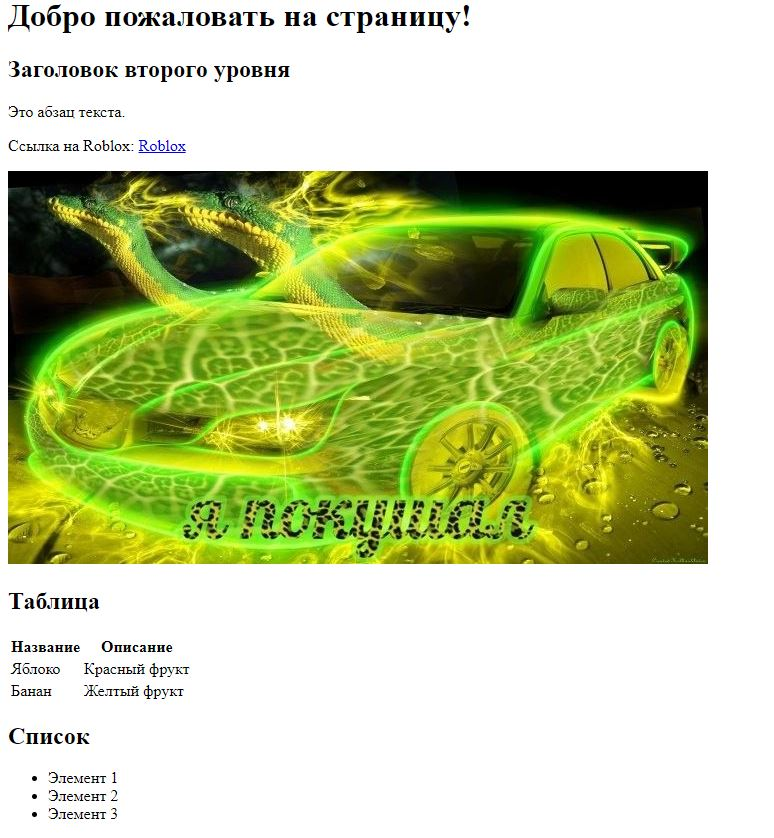 Добро пожаловать на страницу!
Заголовок второго уровня
Это абзац текста.
Ссылка на Roblox: Roblox
я покушал
Таблица
Название Описание
Яблоко Красный фрукт
Банан Желтый фрукт
Список
Элемент 1
Элемент 2
Элемент 3